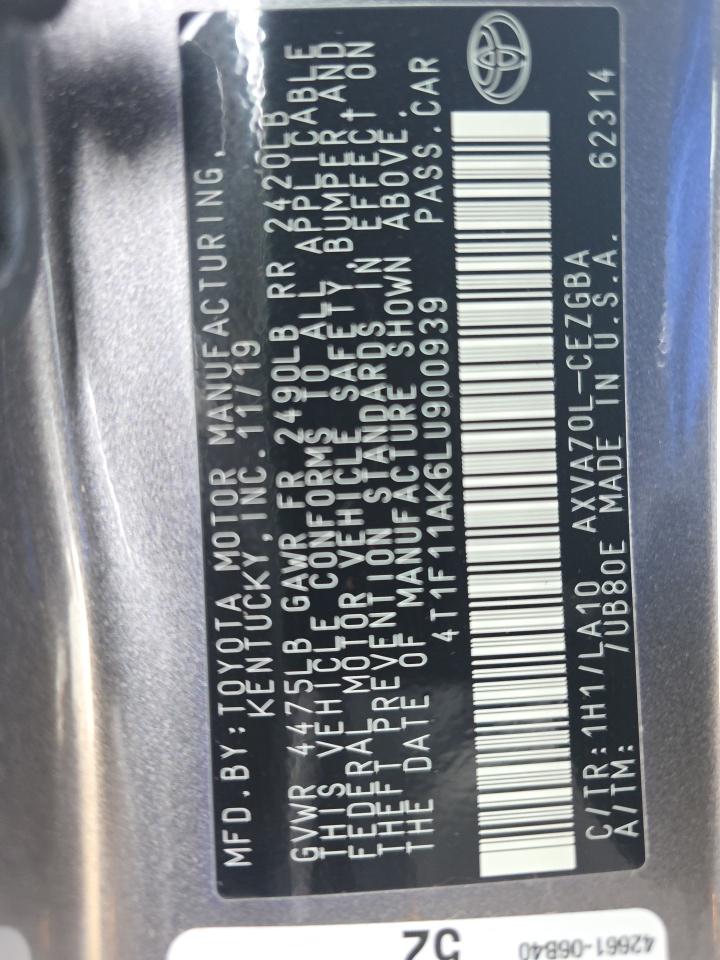 MFD.BY:TOYOTA MOTOR MANUFACTURING,
KENTUCKY,INC. 11/19
GVWR 4475LB GAWR FR 2490LB RR 2420LB
THIS VEHICLE CONFORMS TO ALL APPLICABLE
FEDERAL MOTOR VEHICLE SAFETY BUMPER AND
THEFT PREVENTION STANDARDS IN EFFECT ON
THE DATE OF MANUFACTURE SHOWN ABOVE.
4T1F11AK6LU900939 PASS.CAR
C/TR:1H1/LA10 AXVA70L-CEZGBA 62314
A/TM: /UB80E MADE IN U.S.A.
42661-06B40
52